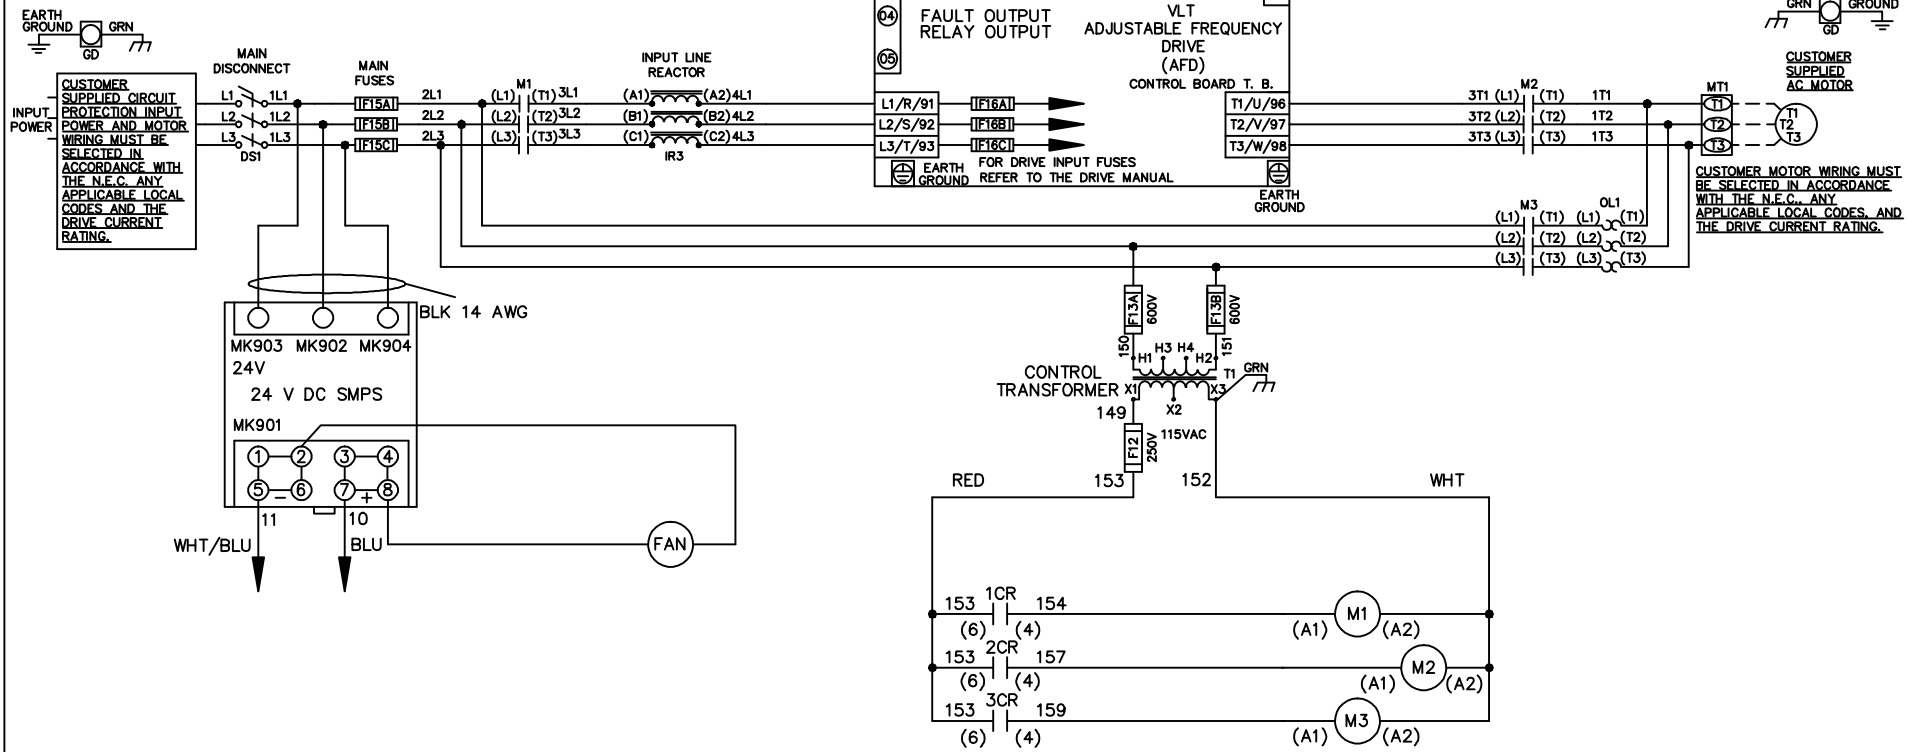 EARTH
GROUND
GRN
GD
04
05
FAULT OUTPUT
RELAY OUTPUT
VLT
ADJUSTABLE FREQUENCY
DRIVE
(AFD)
CONTROL BOARD T. B.
GRN
GROUND
GD
CUSTOMER
SUPPLIED
AC MOTOR
INPUT
POWER
CUSTOMER
SUPPLIED CIRCUIT
PROTECTION INPUT
POWER AND MOTOR
WIRING MUST BE
SELECTED IN
ACCORDANCE WITH
THE N.E.C. ANY
APPLICABLE LOCAL
CODES AND THE
DRIVE CURRENT
RATING.
MAIN
DISCONNECT
MAIN
FUSES
INPUT LINE
REACTOR
L1 1L1 F15A 2L1 (L1) M1 (T1) 3L1 (A1) (A2) 4L1 L1/R/91 F16A T1/U/96 3T1 (L1) M2 (T1) 1T1 MT1 T1 T1
L2 1L2 F15B 2L2 (L2) (T2) 3L2 (B1) (B2) 4L2 L2/S/92 F16B T2/V/97 3T2 (L2) (T2) 1T2 T2 T2
L3 1L3 F15C 2L3 (L3) (T3) 3L3 (C1) (C2) 4L3 L3/T/93 F16C T3/W/98 3T3 (L3) (T3) 1T3 T3 T3
DS1
IR3
EARTH
GROUND
FOR DRIVE INPUT FUSES
REFER TO THE DRIVE MANUAL
EARTH
GROUND
CUSTOMER MOTOR WIRING MUST
BE SELECTED IN ACCORDANCE
WITH THE N.E.C., ANY
APPLICABLE LOCAL CODES, AND
THE DRIVE CURRENT RATING.
M3 OL1
(L1) (T1) (L1) (T1)
(L2) (T2) (L2) (T2)
(L3) (T3) (L3) (T3)
BLK 14 AWG
MK903 MK902 MK904
24V
24 V DC SMPS
MK901
1 2 3 4
5 - 6 7 + 8
11 10
WHT/BLU
BLU
FAN
F13A
600V
F13B
600V
150
151
H1 H3 H4 H2
T1
GRN
CONTROL
TRANSFORMER
X1 X2 X3
149
F12
250V
115VAC
153
152
RED
WHT
153 1CR 154 M1
(6) (4) (A1) (A2)
153 2CR 157 M2
(6) (4) (A1) (A2)
153 3CR 159 M3
(6) (4) (A1) (A2)